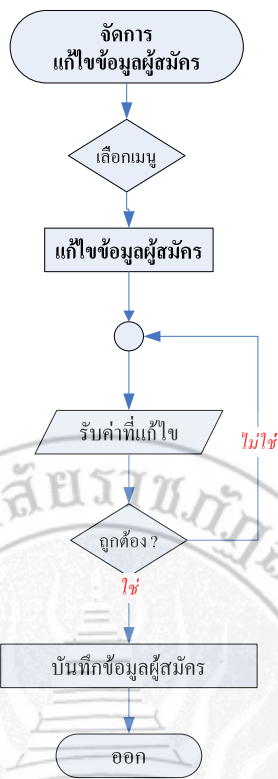 จัดการ
แก้ไขข้อมูลผู้สมัคร
เลือกเมนู
แก้ไขข้อมูลผู้สมัคร
รับค่าที่แก้ไข
ไม่ใช่
ถูกต้อง ?
ใช่
บันทึกข้อมูลผู้สมัคร
ออก